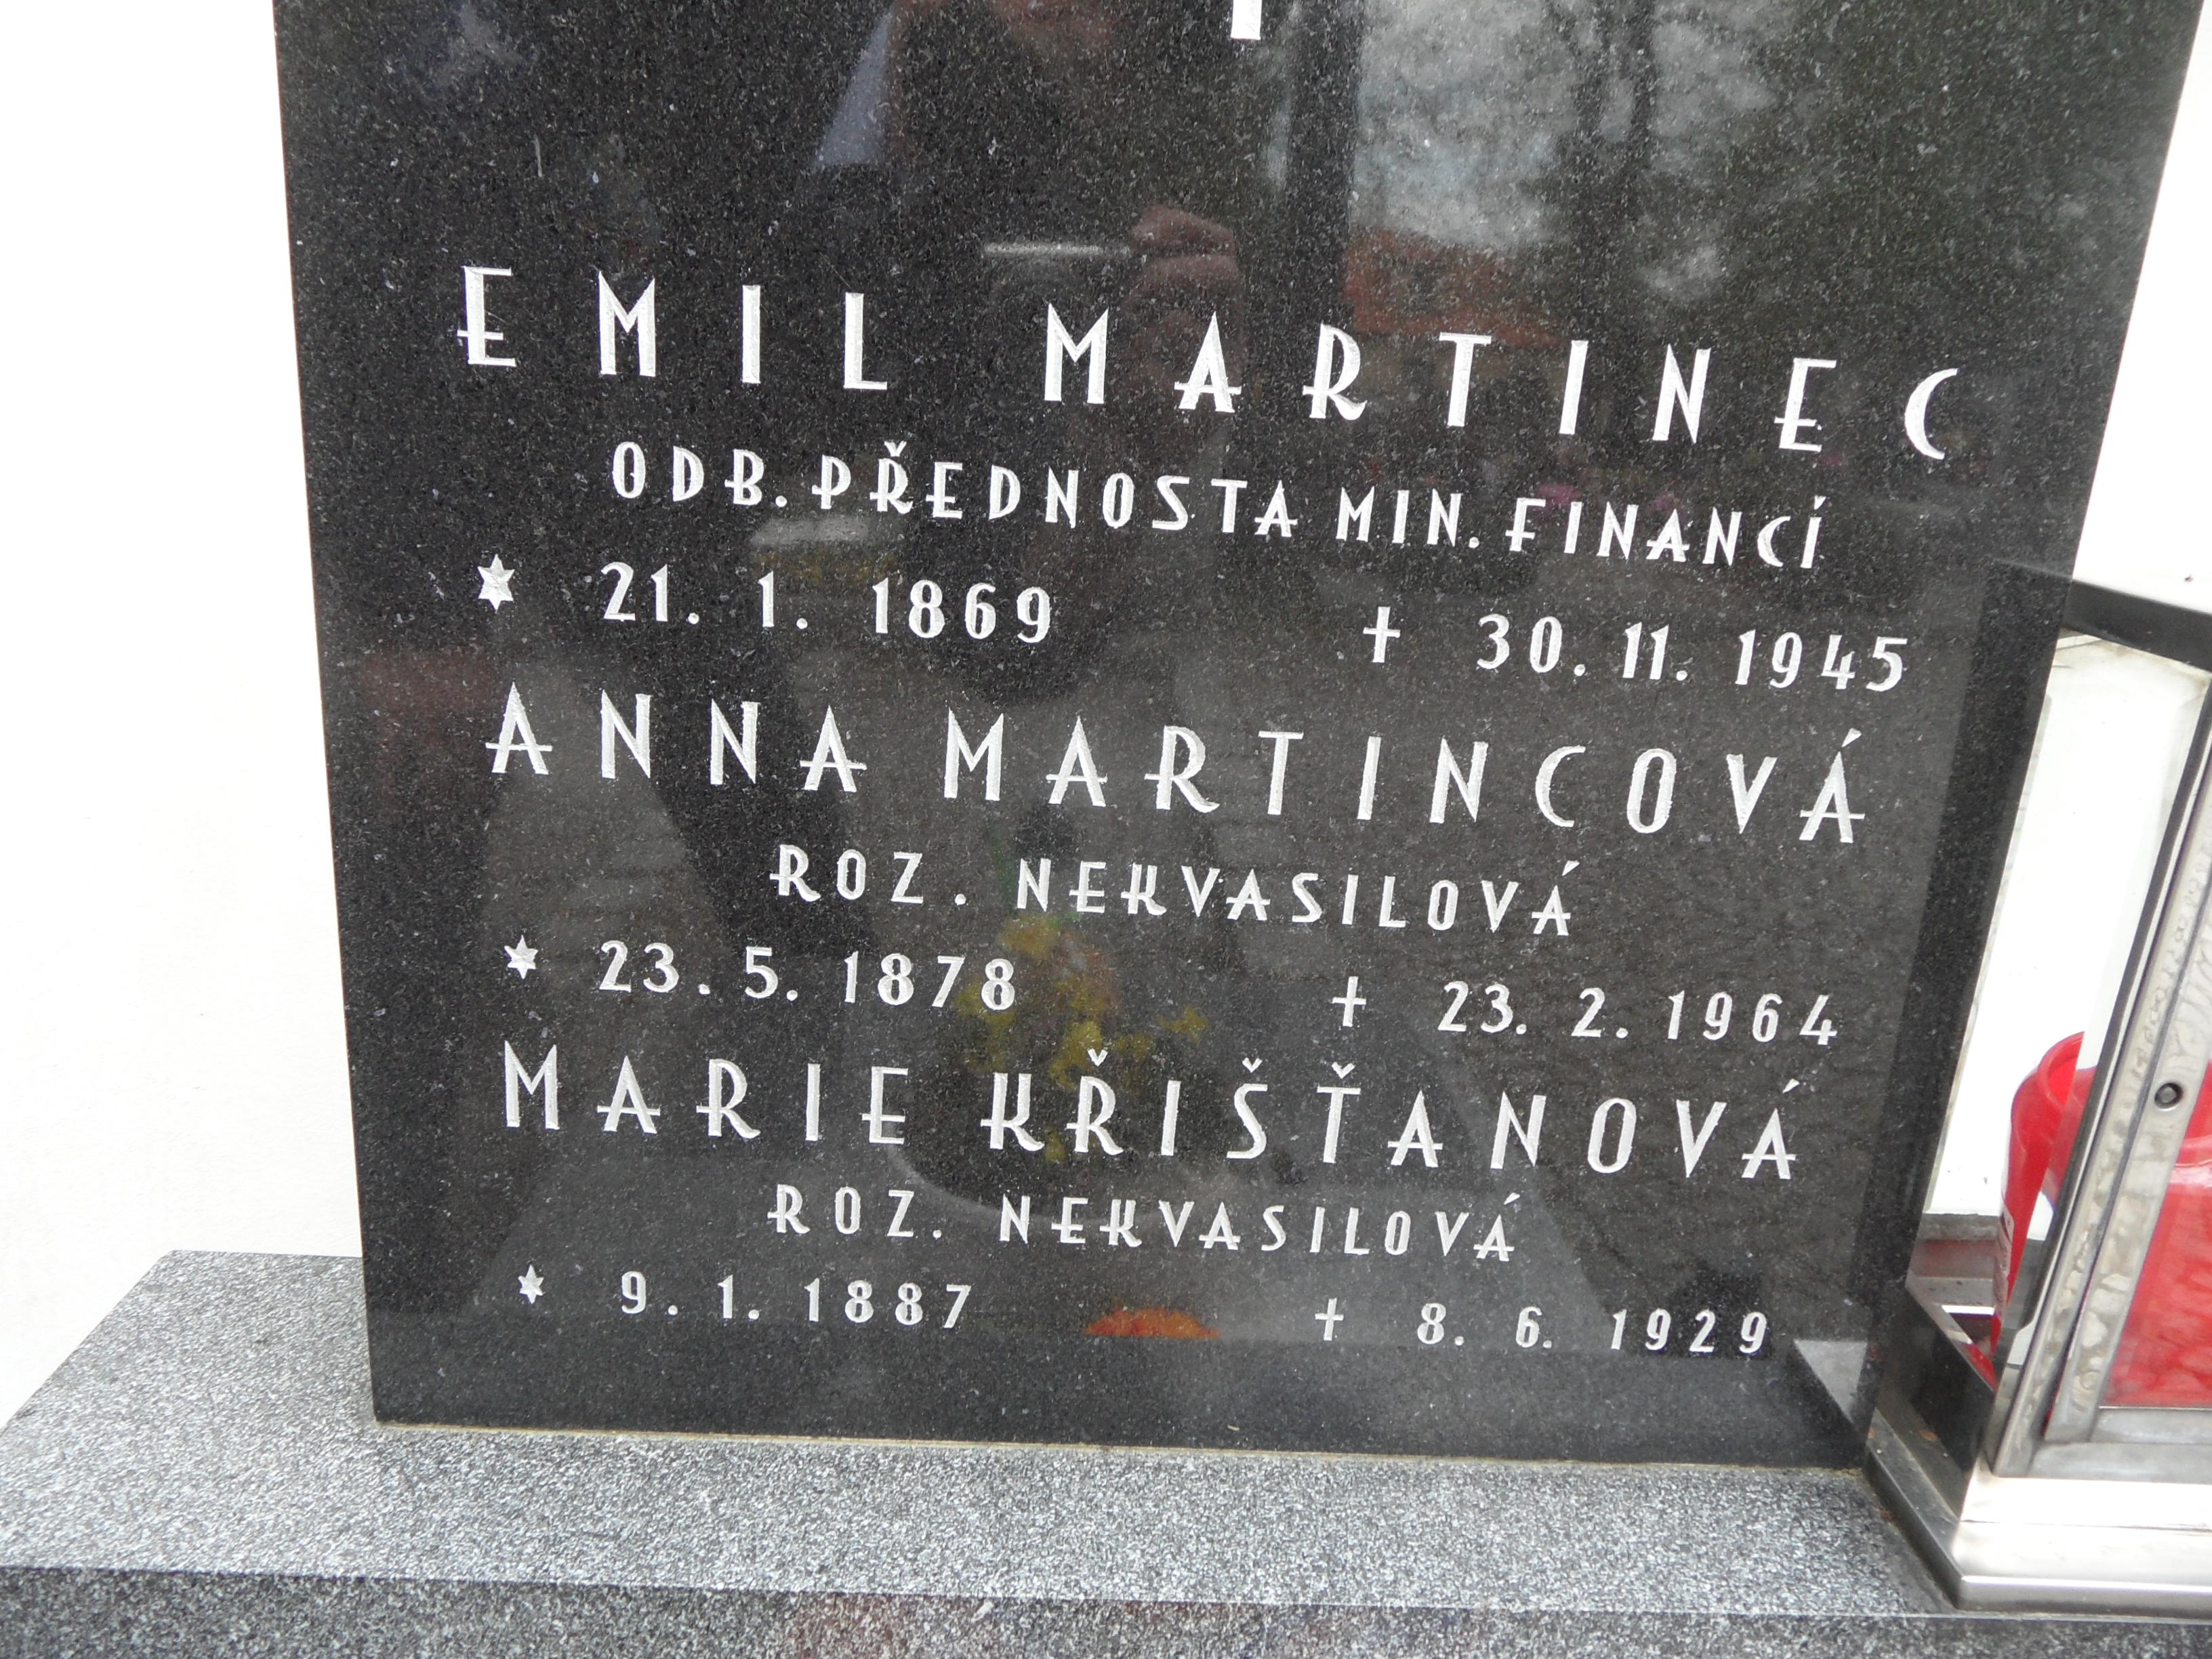 EMIL MARTINEC
ODB. PŘEDNOSTA MIN. FINANCÍ
* 21. 1. 1869 † 30. 11. 1945
ANNA MARTINCOVÁ
ROZ. NEKVASILOVÁ
* 23. 5. 1878 † 23. 2. 1964
MARIE KŘIŠŤANOVÁ
ROZ. NEKVASILOVÁ
* 9. 1. 1887 † 8. 6. 1929